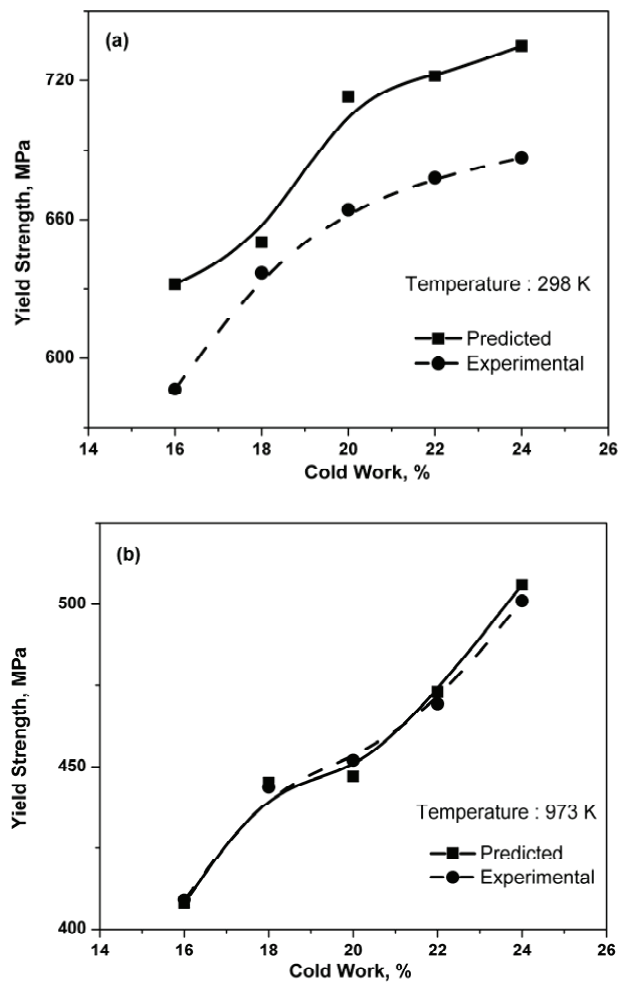 (a)
720
660
600
Yield Strength, MPa
Temperature : 298 K
Predicted
Experimental
14 16 18 20 22 24 26
Cold Work, %
(b)
500
450
400
Yield Strength, MPa
Temperature : 973 K
Predicted
Experimental
14 16 18 20 22 24 26
Cold Work, %